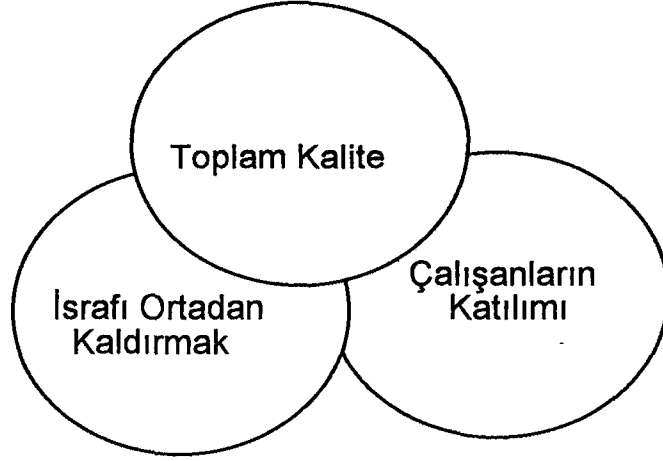 Toplam Kalite
İsrafı Ortadan
Kaldırmak
Çalışanların
Katılımı